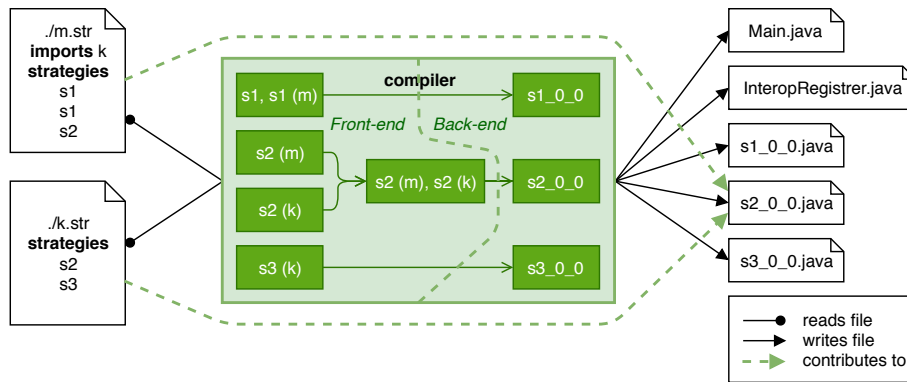 ./m.str
imports k
strategies
s1
s1
s2
./k.str
strategies
s2
s3
compiler
Front-end
Back-end
s1, s1 (m)
s1_0_0
s2 (m)
s2 (k)
s2 (m), s2 (k)
s2_0_0
s3 (k)
s3_0_0
Main.java
InteropRegistrer.java
s1_0_0.java
s2_0_0.java
s3_0_0.java
reads file
writes file
contributes to